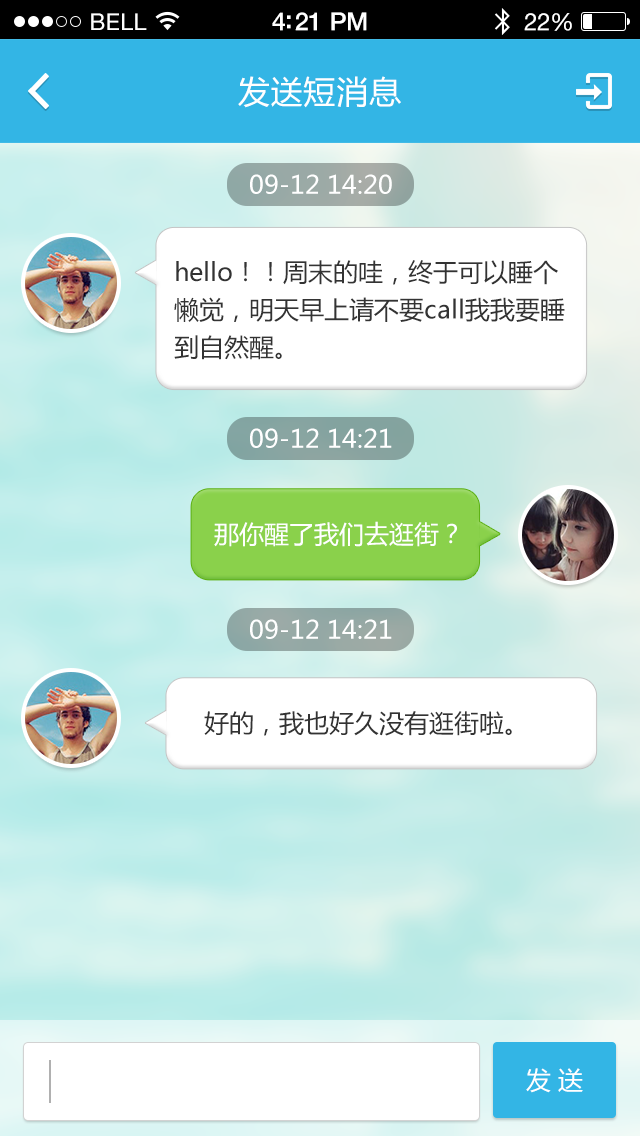 BELL 4:21 PM 22%
发送短消息
09-12 14:20
hello！！周末的哇，终于可以睡个
懒觉，明天早上请不要call我我要睡
到自然醒。
09-12 14:21
那你醒了我们去逛街？
09-12 14:21
好的，我也好久没有逛街啦。
发 送